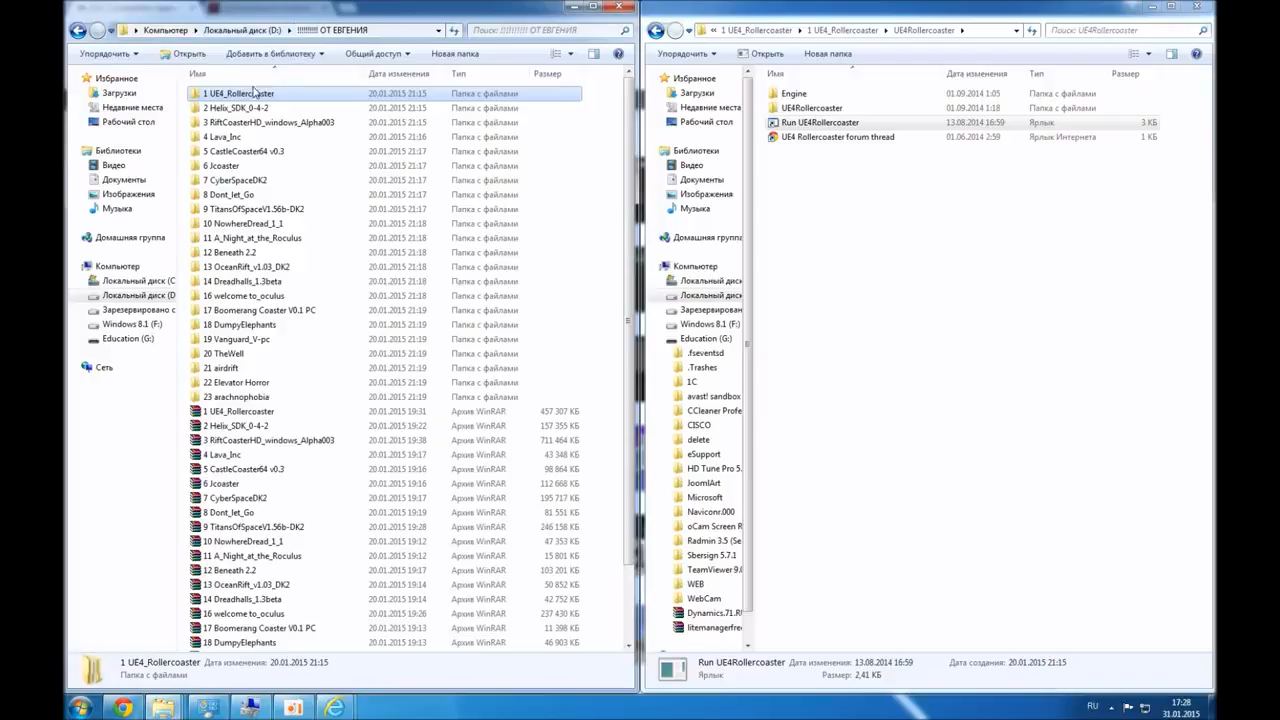 Компьютер Локальный диск (D:) !!!!!!!!!! ОТ ЕВГЕНИЯ
Поиск: !!!!!!!!!! ОТ ЕВГЕНИЯ
Упорядочить Открыть Добавить в библиотеку Общий доступ Новая папка
Имя Дата изменения Тип Размер
Избранное
Загрузки
Недавние места
Рабочий стол
Библиотеки
Видео
Документы
Изображения
Музыка
Домашняя группа
Компьютер
Локальный диск (C
Локальный диск (D
Зарезервировано с
Windows 8.1 (F:)
Education (G:)
Сеть
1 UE4_Rollercoaster 20.01.2015 21:15 Папка с файлами
2 Helix_SDK_0-4-2 20.01.2015 21:15 Папка с файлами
3 RiftCoasterHD_windows_Alpha003 20.01.2015 21:15 Папка с файлами
4 Lava_Inc 20.01.2015 21:17 Папка с файлами
5 CastleCoaster64 v0.3 20.01.2015 21:17 Папка с файлами
6 Jcoaster 20.01.2015 21:17 Папка с файлами
7 CyberSpaceDK2 20.01.2015 21:17 Папка с файлами
8 Dont_let_Go 20.01.2015 21:17 Папка с файлами
9 TitansOfSpaceV1.56b-DK2 20.01.2015 21:17 Папка с файлами
10 NowhereDread_1_1 20.01.2015 21:18 Папка с файлами
11 A_Night_at_the_Roculus 20.01.2015 21:18 Папка с файлами
12 Beneath 2.2 20.01.2015 21:18 Папка с файлами
13 OceanRift_v1.03_DK2 20.01.2015 21:18 Папка с файлами
14 Dreadhalls_1.3beta 20.01.2015 21:18 Папка с файлами
16 welcome to_oculus 20.01.2015 21:18 Папка с файлами
17 Boomerang Coaster V0.1 PC 20.01.2015 21:18 Папка с файлами
18 DumpyElephants 20.01.2015 21:19 Папка с файлами
19 Vanguard_V-pc 20.01.2015 21:19 Папка с файлами
20 TheWell 20.01.2015 21:19 Папка с файлами
21 airdrift 20.01.2015 21:19 Папка с файлами
22 Elevator Horror 20.01.2015 21:19 Папка с файлами
23 arachnophobia 20.01.2015 21:19 Папка с файлами
1 UE4_Rollercoaster 20.01.2015 19:31 Архив WinRAR 457 307 КБ
2 Helix_SDK_0-4-2 20.01.2015 19:22 Архив WinRAR 157 355 КБ
3 RiftCoasterHD_windows_Alpha003 20.01.2015 19:38 Архив WinRAR 711 464 КБ
4 Lava_Inc 20.01.2015 19:16 Архив WinRAR 43 348 КБ
5 CastleCoaster64 v0.3 20.01.2015 19:16 Архив WinRAR 98 864 КБ
6 Jcoaster 20.01.2015 19:16 Архив WinRAR 112 668 КБ
7 CyberSpaceDK2 20.01.2015 19:17 Архив WinRAR 195 717 КБ
8 Dont_let_Go 20.01.2015 19:17 Архив WinRAR 81 551 КБ
9 TitansOfSpaceV1.56b-DK2 20.01.2015 19:28 Архив WinRAR 246 158 КБ
10 NowhereDread_1_1 20.01.2015 19:12 Архив WinRAR 47 353 КБ
11 A_Night_at_the_Roculus 20.01.2015 19:12 Архив WinRAR 15 801 КБ
12 Beneath 2.2 20.01.2015 19:12 Архив WinRAR 103 201 КБ
13 OceanRift_v1.03_DK2 20.01.2015 19:14 Архив WinRAR 50 852 КБ
14 Dreadhalls_1.3beta 20.01.2015 19:14 Архив WinRAR 42 752 КБ
16 welcome to_oculus 20.01.2015 19:26 Архив WinRAR 237 430 КБ
17 Boomerang Coaster V0.1 PC 20.01.2015 19:13 Архив WinRAR 11 398 КБ
18 DumpyElephants 20.01.2015 19:13 Архив WinRAR 46 903 КБ
1 UE4_Rollercoaster Дата изменения: 20.01.2015 21:15
Папка с файлами
« 1 UE4_Rollercoaster 1 UE4_Rollercoaster UE4Rollercoaster
Поиск: UE4Rollercoaster
Упорядочить Открыть Новая папка
Имя Дата изменения Тип Размер
Избранное
Загрузки
Недавние места
Рабочий стол
Библиотеки
Видео
Документы
Изображения
Музыка
Домашняя группа
Компьютер
Локальный диск
Локальный диск
Зарезервировано
Windows 8.1 (F:)
Education (G:)
.fseventsd
.Trashes
1C
avast! sandbox
CCleaner Profe
CISCO
delete
eSupport
HD Tune Pro 5.
JoomlArt
Microsoft
Naviconr.000
oCam Screen R
Radmin 3.5 (Se
Sbersign 5.7.1
TeamViewer 9.0
WEB
WebCam
Dynamics.71.R
litemanagerfre
Engine 01.09.2014 1:05 Папка с файлами
UE4Rollercoaster 01.09.2014 1:18 Папка с файлами
Run UE4Rollercoaster 13.08.2014 16:59 Ярлык 3 КБ
UE4 Rollercoaster forum thread 01.06.2014 2:59 Ярлык Интернета 1 КБ
Run UE4Rollercoaster Дата изменения: 13.08.2014 16:59 Дата создания: 20.01.2015 21:15
Ярлык Размер: 2,41 КБ
RU
17:28
31.01.2015